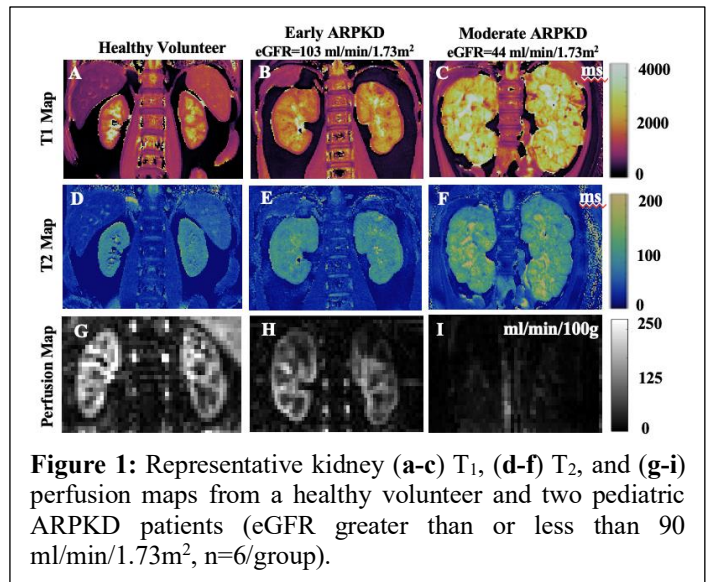 Healthy Volunteer
Early ARPKD
eGFR=103 ml/min/1.73m²
Moderate ARPKD
eGFR=44 ml/min/1.73m²
T1 Map
A
B
C
ms
4000
2000
0
T2 Map
D
E
F
ms
200
100
0
Perfusion Map
G
H
I
ml/min/100g
250
125
0
Figure 1: Representative kidney (a-c) T₁, (d-f) T₂, and (g-i)
perfusion maps from a healthy volunteer and two pediatric
ARPKD patients (eGFR greater than or less than 90
ml/min/1.73m², n=6/group).